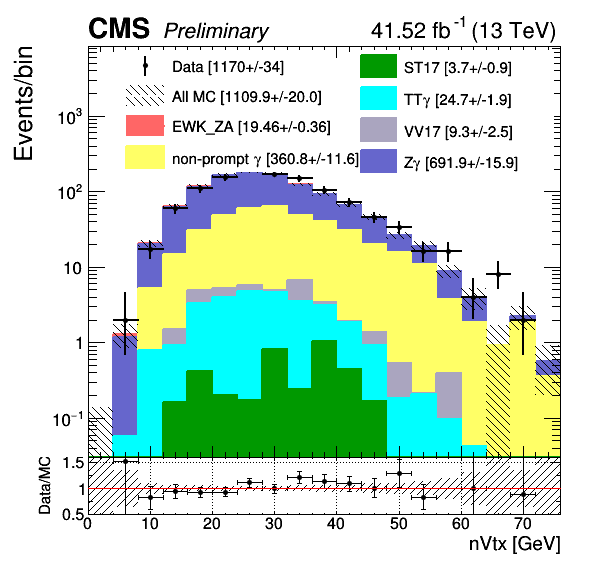 CMS Preliminary 41.52 fb⁻¹ (13 TeV)
Events/bin
Data [1170+/-34]
All MC [1109.9+/-20.0]
EWK_ZA [19.46+/-0.36]
non-prompt γ [360.8+/-11.6]
ST17 [3.7+/-0.9]
TTγ [24.7+/-1.9]
VV17 [9.3+/-2.5]
Zγ [691.9+/-15.9]
10³
10²
10
1
10⁻¹
Data/MC
1.5
1
0.5
0 10 20 30 40 50 60 70
nVtx [GeV]